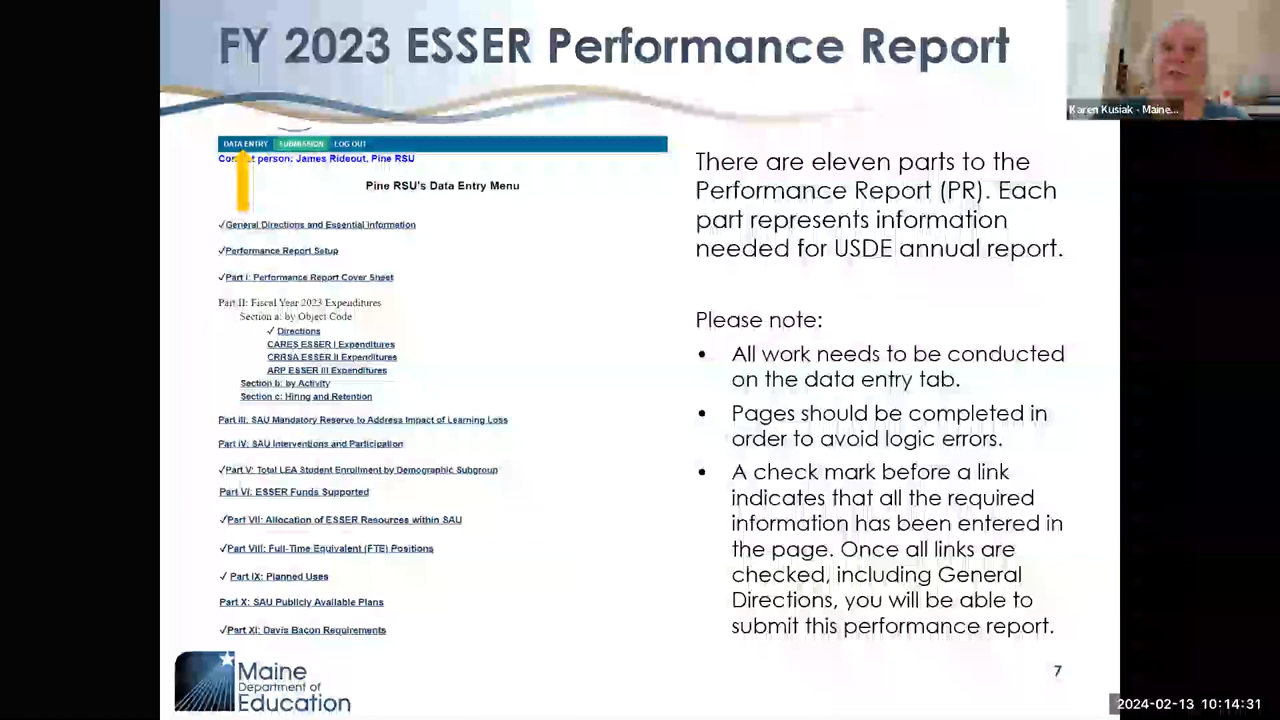 FY 2023 ESSER Performance Report
Karen Kusiak - Maine...
DATA ENTRY SUBMISSION LOG OUT
person: James Rideout, Pine RSU
Pine RSU's Data Entry Menu
✓General Directions and Essential Information
✓Performance Report Setup
✓Part I: Performance Report Cover Sheet
Part II: Fiscal Year 2023 Expenditures
Section a: by Object Code
✓ Directions
CARES ESSER I Expenditures
CRRSA ESSER II Expenditures
ARP ESSER III Expenditures
Section b: by Activity
Section c: Hiring and Retention
Part III: SAU Mandatory Reserve to Address Impact of Learning Loss
Part IV: SAU Interventions and Participation
✓Part V: Total LEA Student Enrollment by Demographic Subgroup
Part VI: ESSER Funds Supported
✓Part VII: Allocation of ESSER Resources within SAU
✓Part VIII: Full-Time Equivalent (FTE) Positions
✓ Part IX: Planned Uses
Part X: SAU Publicly Available Plans
✓Part XI: Davis Bacon Requirements
There are eleven parts to the
Performance Report (PR). Each
part represents information
needed for USDE annual report.
Please note:
• All work needs to be conducted
on the data entry tab.
• Pages should be completed in
order to avoid logic errors.
• A check mark before a link
indicates that all the required
information has been entered in
the page. Once all links are
checked, including General
Directions, you will be able to
submit this performance report.
Maine
Department of
Education
7
2024-02-13 10:14:31